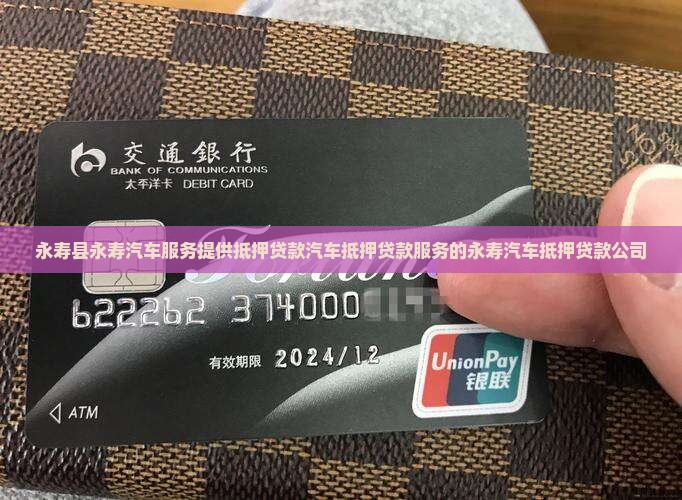 交通銀行
BANK OF COMMUNICATIONS
太平洋卡 DEBIT CARD
永寿县永寿汽车服务提供抵押贷款汽车抵押贷款服务的永寿汽车抵押贷款公司
622262 374000
有效期限 2024/12
UnionPay
银联
ATM